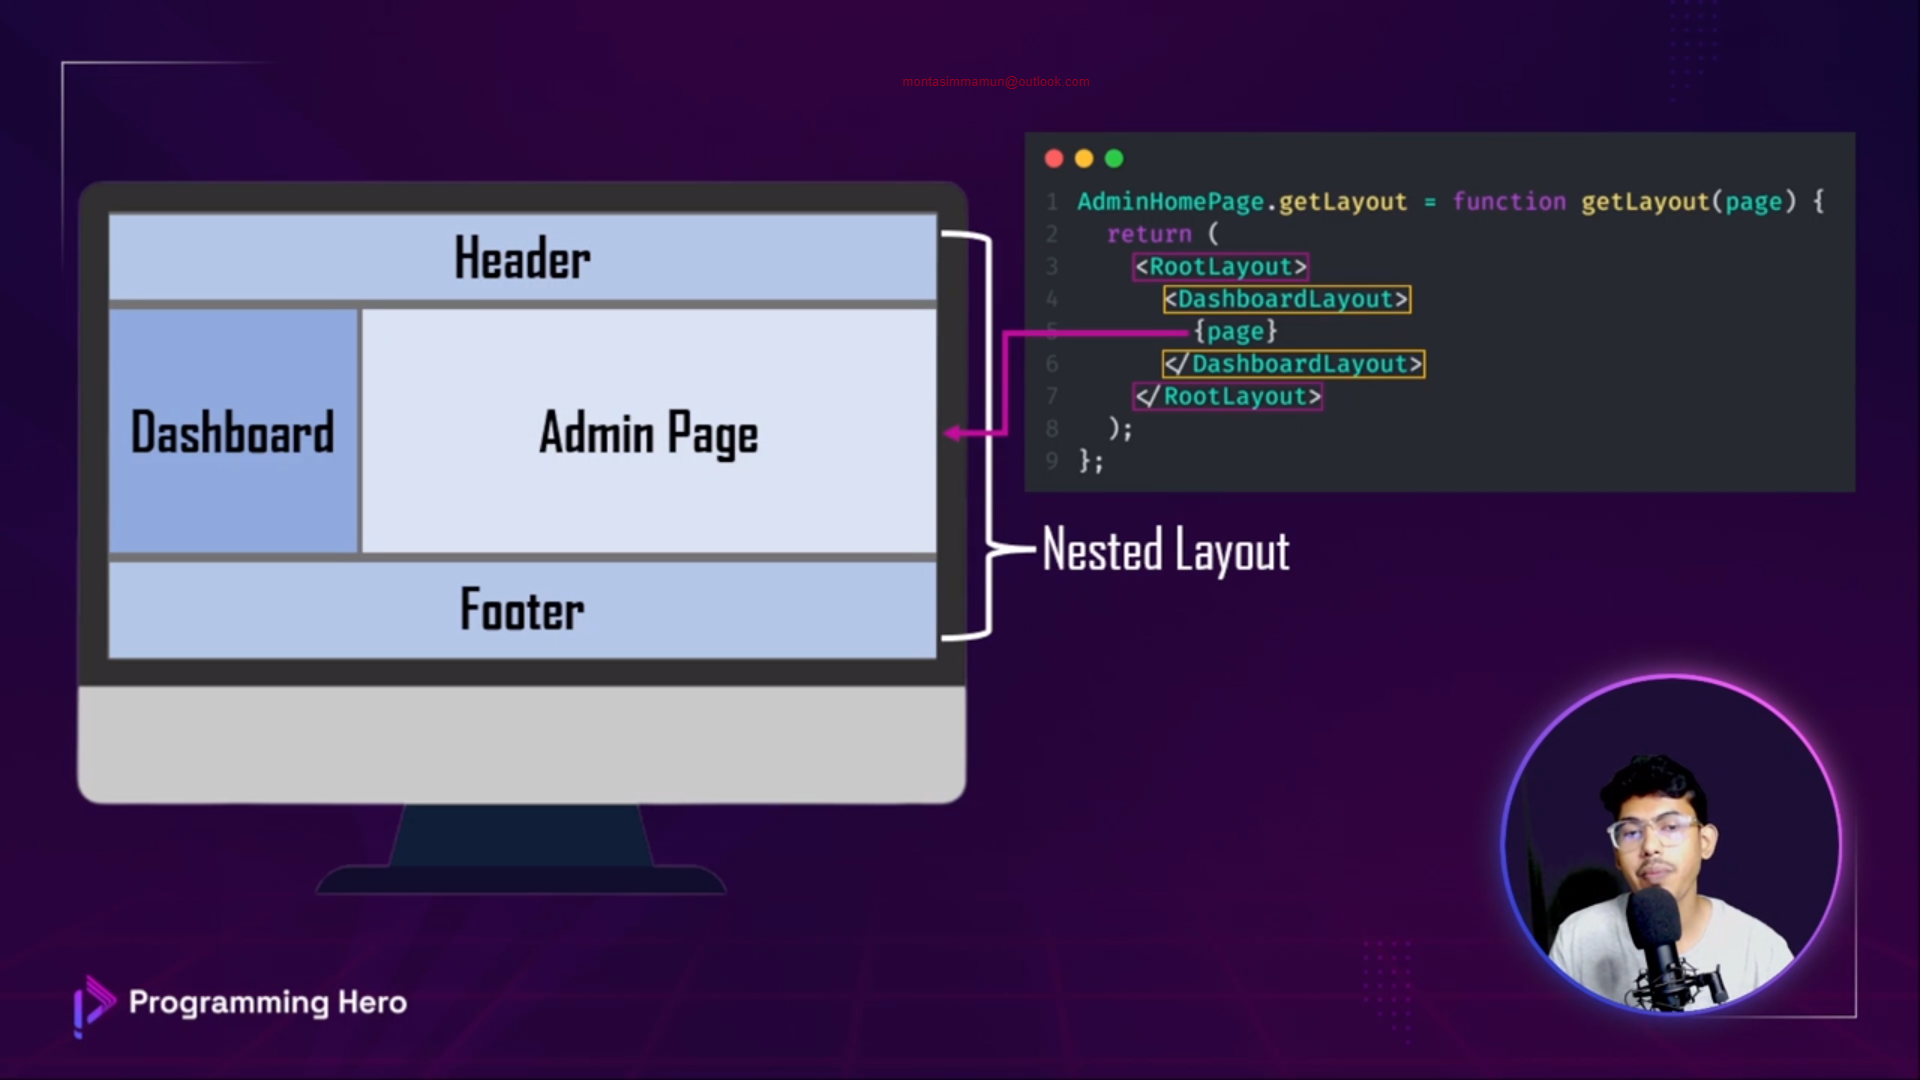 montasimmamun@outlook.com
Header
Dashboard
Admin Page
Footer
1 AdminHomePage.getLayout = function getLayout(page) {
2 return (
3 <RootLayout>
4 <DashboardLayout>
5 {page}
6 </DashboardLayout>
7 </RootLayout>
8 );
9 };
Nested Layout
Programming Hero